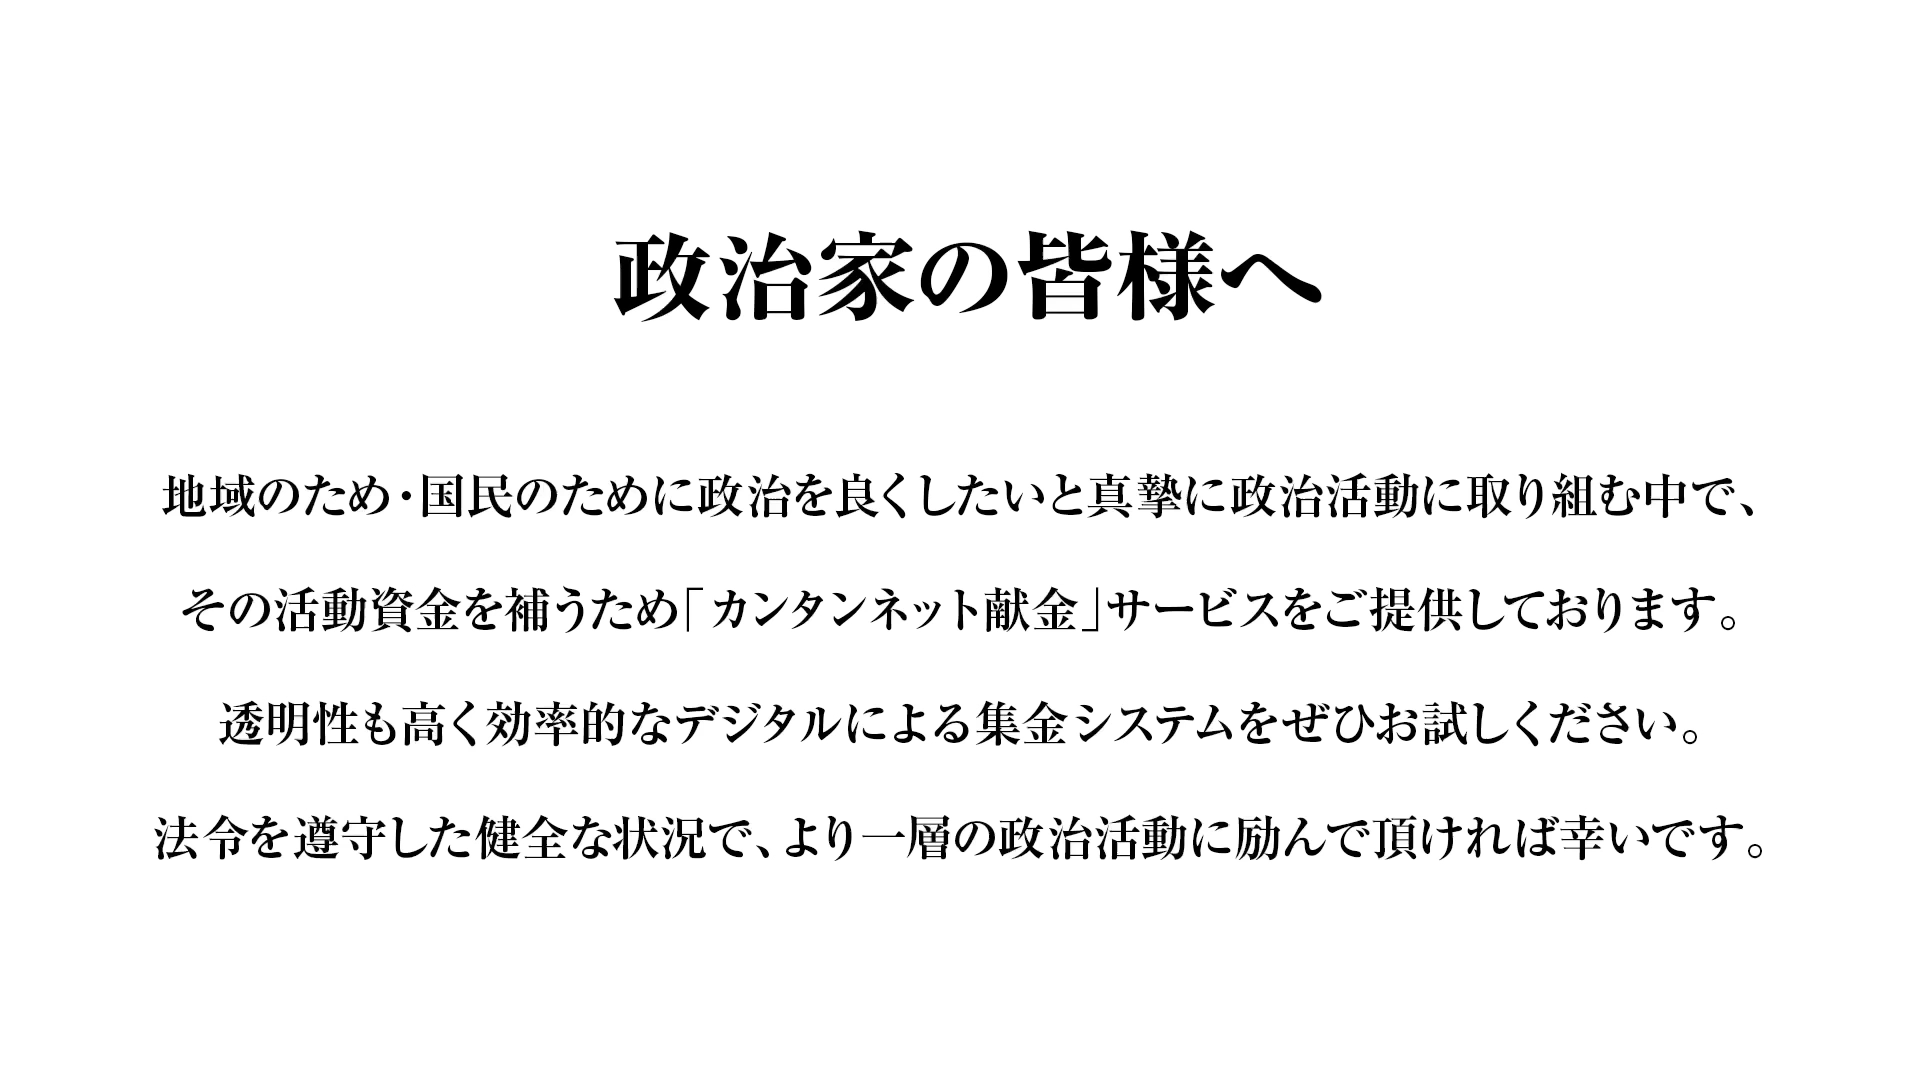 政治家の皆様へ
地域のため・国民のために政治を良くしたいと真摯に政治活動に取り組む中で、
その活動資金を補うため「カンタンネット献金」サービスをご提供しております。
透明性も高く効率的なデジタルによる集金システムをぜひお試しください。
法令を遵守した健全な状況で、より一層の政治活動に励んで頂ければ幸いです。